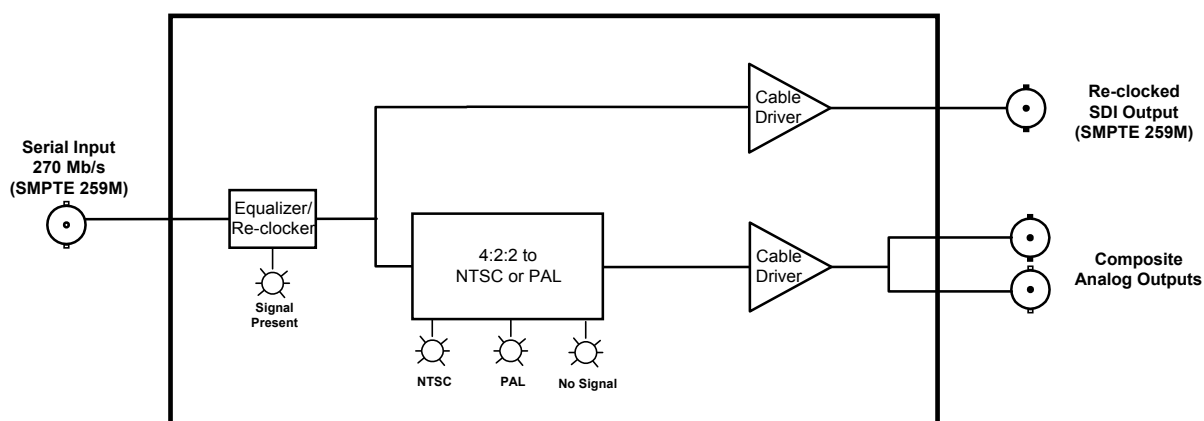 Serial Input
270 Mb/s
(SMPTE 259M)
Equalizer/
Re-clocker
Signal
Present
4:2:2 to
NTSC or PAL
NTSC
PAL
No Signal
Cable
Driver
Cable
Driver
Re-clocked
SDI Output
(SMPTE 259M)
Composite
Analog Outputs